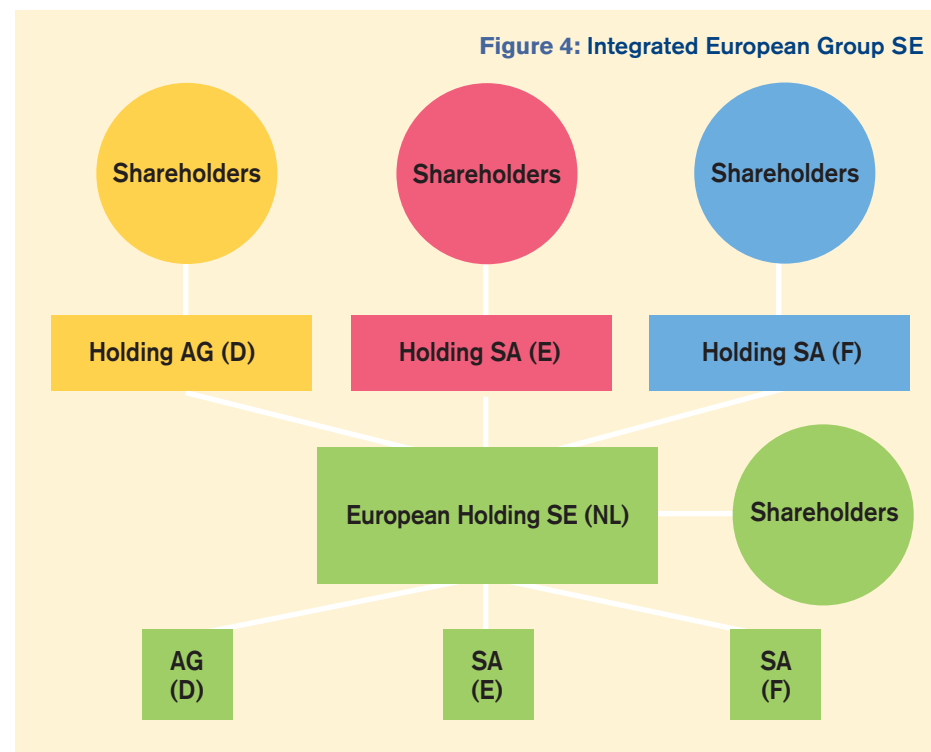 Figure 4: Integrated European Group SE
Shareholders
Shareholders
Shareholders
Holding AG (D)
Holding SA (E)
Holding SA (F)
European Holding SE (NL)
Shareholders
AG
(D)
SA
(E)
SA
(F)